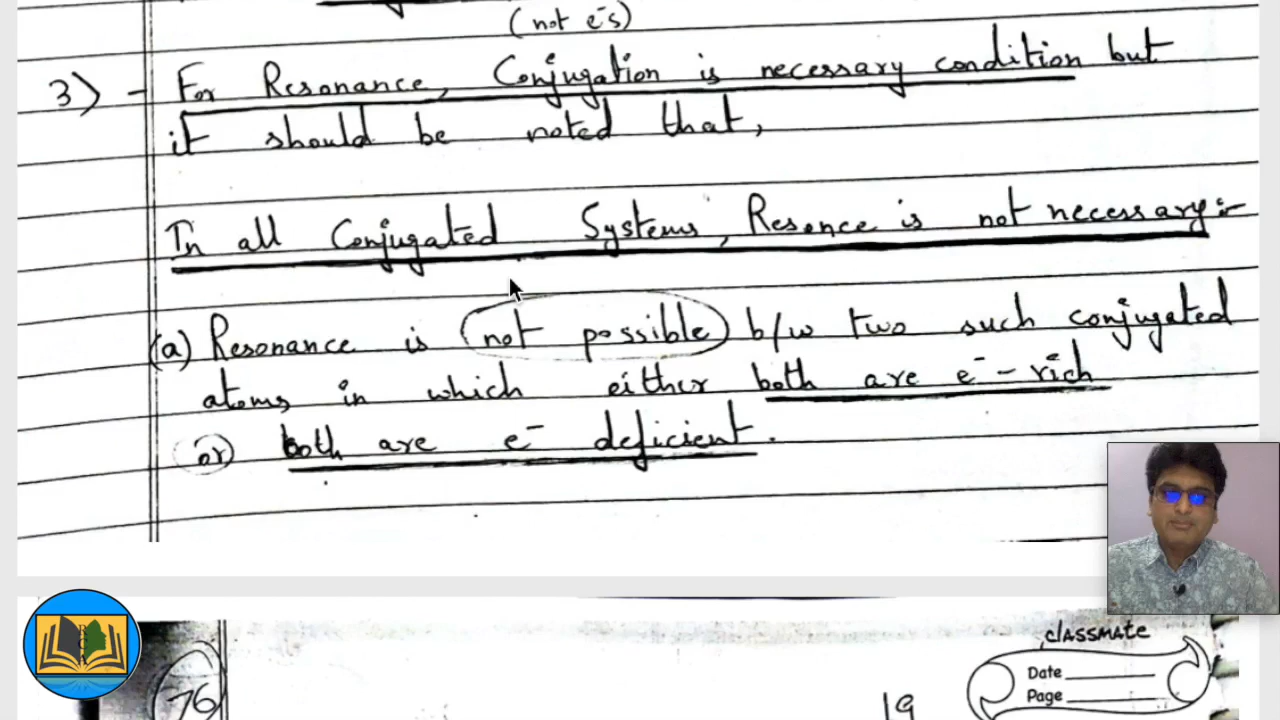 (not e⁻s)
3) - For Resonance, Conjugation is necessary condition but
it should be noted that,
In all Conjugated Systems, Resonce is not necessary :-
(a) Resonance is not possible b/w two such conjugated
atoms in which either both are e⁻-rich
or) both are e⁻ deficient.
classmate
Date
Page
76
19